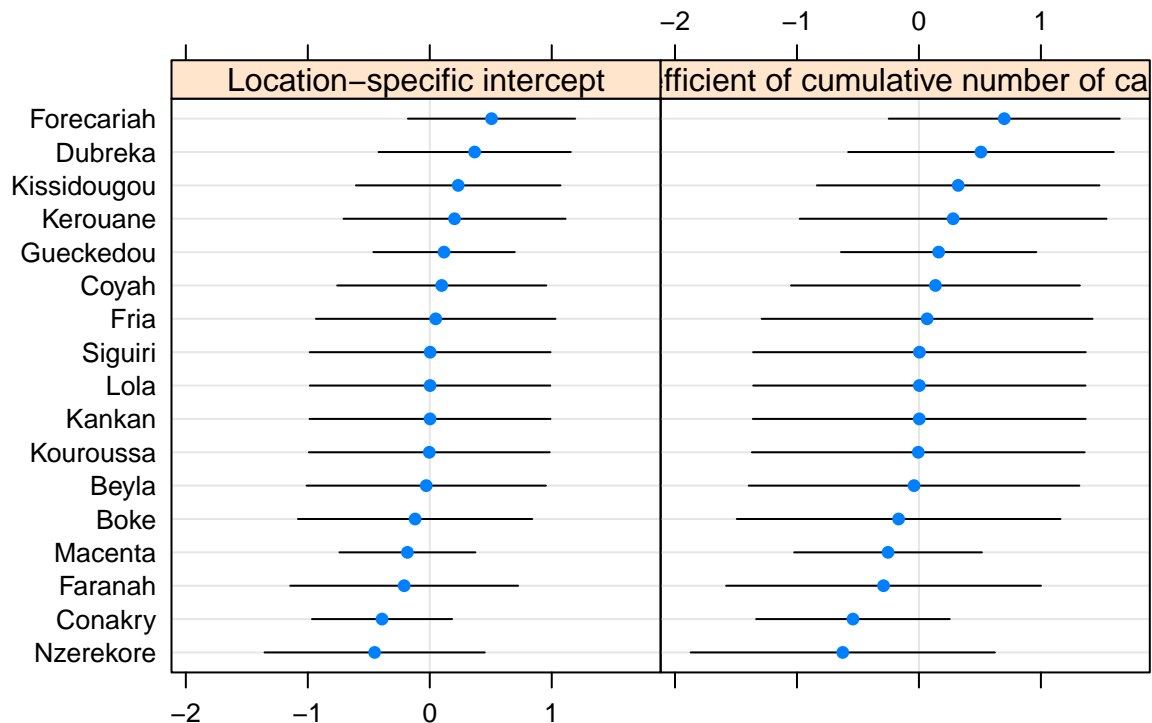 −2 −1 0 1
Location−specific intercept
efficient of cumulative number of ca
Forecariah
Dubreka
Kissidougou
Kerouane
Gueckedou
Coyah
Fria
Siguiri
Lola
Kankan
Kouroussa
Beyla
Boke
Macenta
Faranah
Conakry
Nzerekore
−2 −1 0 1